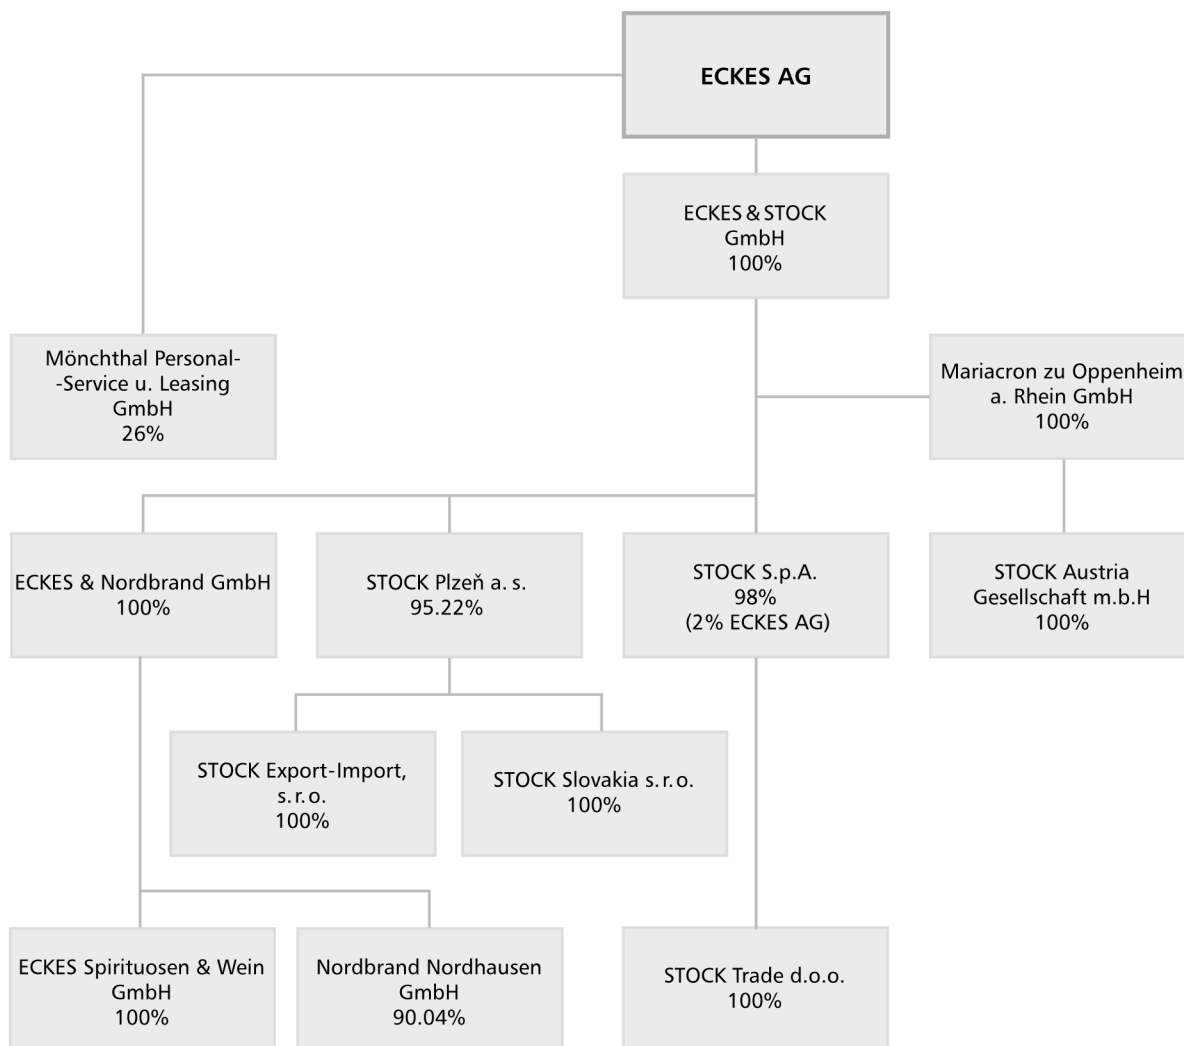 ECKES AG
ECKES & STOCK
GmbH
100%
Mönchthal Personal-
-Service u. Leasing
GmbH
26%
Mariacron zu Oppenheim
a. Rhein GmbH
100%
ECKES & Nordbrand GmbH
100%
STOCK Plzeň a. s.
95.22%
STOCK S.p.A.
98%
(2% ECKES AG)
STOCK Austria
Gesellschaft m.b.H
100%
STOCK Export-Import,
s. r. o.
100%
STOCK Slovakia s. r. o.
100%
ECKES Spirituosen & Wein
GmbH
100%
Nordbrand Nordhausen
GmbH
90.04%
STOCK Trade d.o.o.
100%